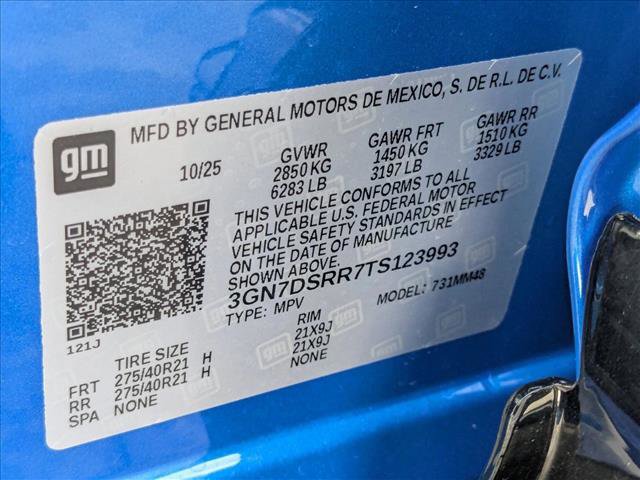 gm
MFD BY GENERAL MOTORS DE MEXICO, S. DE R.L. DE C.V.
10/25 GVWR GAWR FRT GAWR RR
2850 KG 1450 KG 1510 KG
6283 LB 3197 LB 3329 LB
THIS VEHICLE CONFORMS TO ALL
APPLICABLE U.S. FEDERAL MOTOR
VEHICLE SAFETY STANDARDS IN EFFECT
ON THE DATE OF MANUFACTURE
SHOWN ABOVE.
3GN7DSRR7TS123993
TYPE: MPV MODEL: 731MM48
121J
TIRE SIZE RIM
FRT 275/40R21 H 21X9J
RR 275/40R21 H 21X9J
SPA NONE NONE